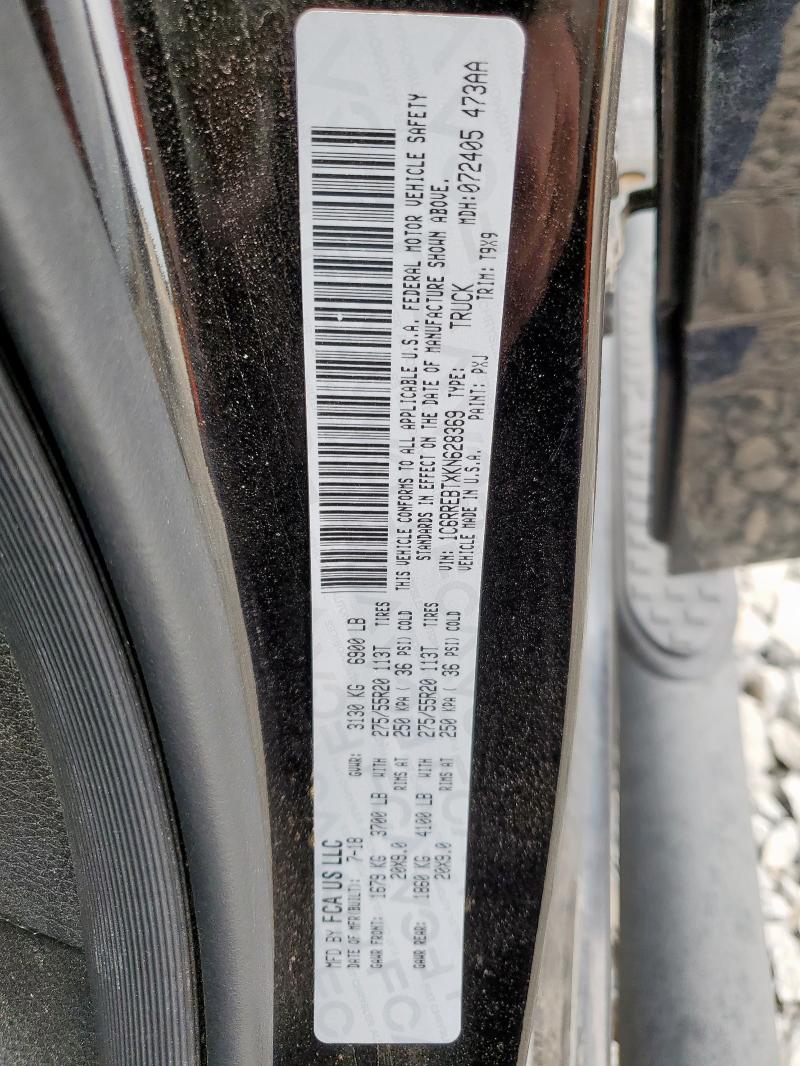 MFD BY FCA US LLC
DATE OF MFR(BUILT): 7-18 GVWR: 3130 KG 6900 LB
GAWR FRONT: 1679 KG 3700 LB WITH 275/55R20 113T TIRES
20X9.0 RIMS AT 250 KPA ( 36 PSI) COLD
GAWR REAR: 1860 KG 4100 LB WITH 275/55R20 113T TIRES
20X9.0 RIMS AT 250 KPA ( 36 PSI) COLD
THIS VEHICLE CONFORMS TO ALL APPLICABLE U.S.A. FEDERAL MOTOR VEHICLE SAFETY
STANDARDS IN EFFECT ON THE DATE OF MANUFACTURE SHOWN ABOVE.
VIN: 1C6RREBTXKN628369 TYPE: TRUCK MDH:072405 473AA
VEHICLE MADE IN U.S.A. PAINT: PXJ TRIM: T9X9